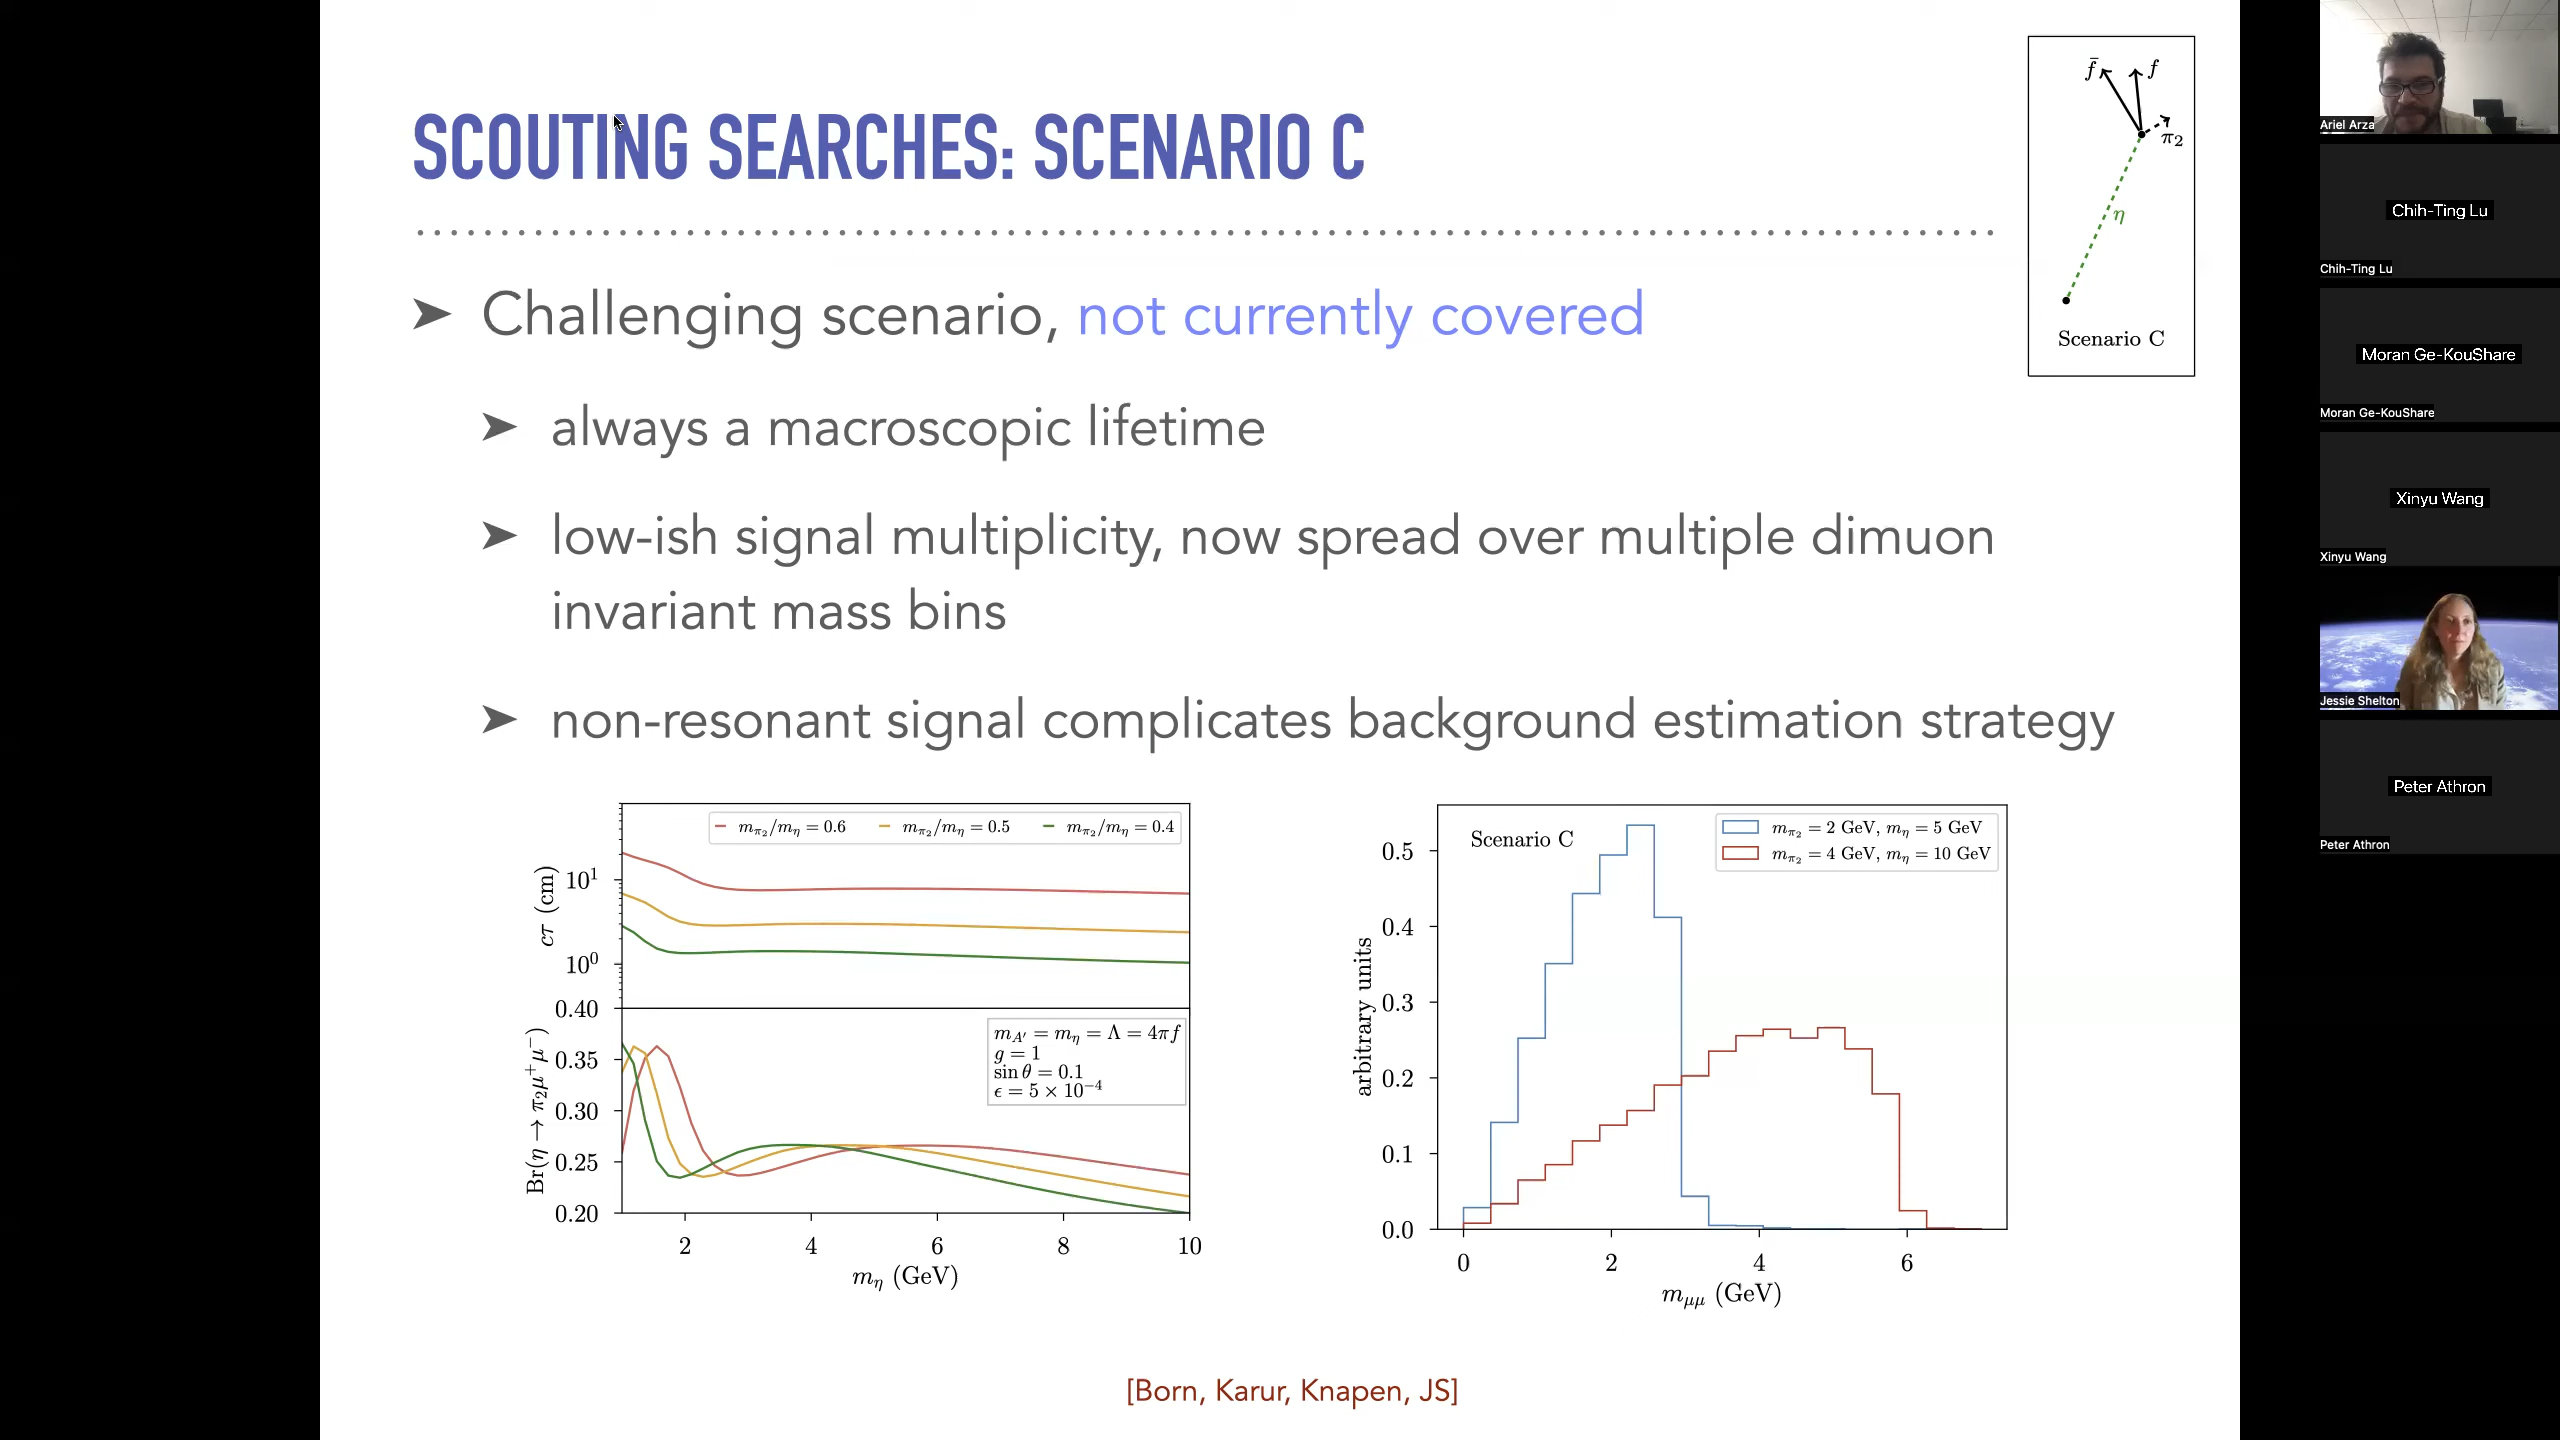 SCOUTING SEARCHES: SCENARIO C
f̄ f
π₂
η
Scenario C
➤ Challenging scenario, not currently covered
➤ always a macroscopic lifetime
➤ low-ish signal multiplicity, now spread over multiple dimuon
invariant mass bins
➤ non-resonant signal complicates background estimation strategy
m_π₂/m_η = 0.6 m_π₂/m_η = 0.5 m_π₂/m_η = 0.4
cτ (cm)
10¹
10⁰
0.40
0.35
0.30
0.25
0.20
Br(η → π₂μ⁺μ⁻)
m_A′ = m_η = Λ = 4πf
g = 1
sin θ = 0.1
ϵ = 5 × 10⁻⁴
2 4 6 8 10
m_η (GeV)
Scenario C
m_π₂ = 2 GeV, m_η = 5 GeV
m_π₂ = 4 GeV, m_η = 10 GeV
arbitrary units
0.5
0.4
0.3
0.2
0.1
0.0
0 2 4 6
m_μμ (GeV)
[Born, Karur, Knapen, JS]
Ariel Arza
Chih-Ting Lu
Chih-Ting Lu
Moran Ge-KouShare
Moran Ge-KouShare
Xinyu Wang
Xinyu Wang
Jessie Shelton
Peter Athron
Peter Athron